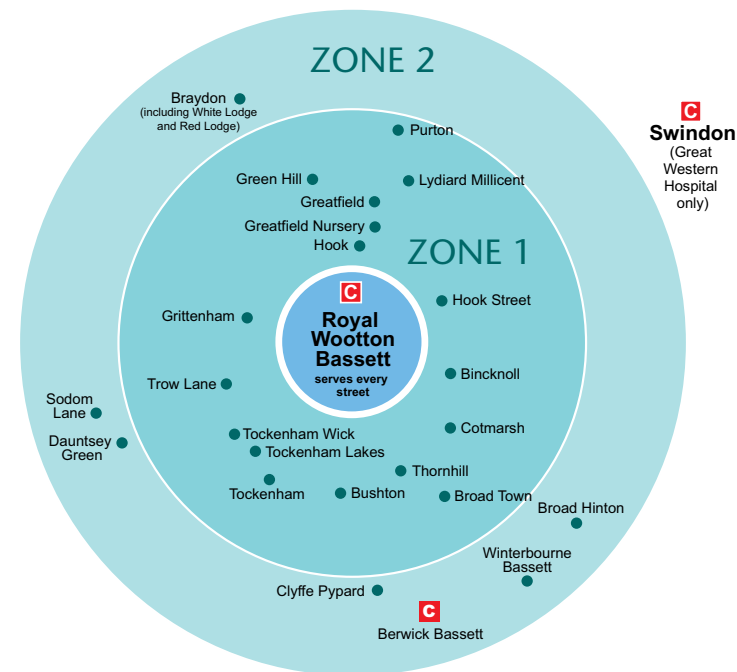 ZONE 2
Braydon
(including White Lodge
and Red Lodge)
C
Swindon
(Great
Western
Hospital
only)
Purton
Green Hill
Lydiard Millicent
Greatfield
Greatfield Nursery
Hook
ZONE 1
C
Royal
Wootton
Bassett
serves every
street
Hook Street
Grittenham
Bincknoll
Trow Lane
Sodom
Lane
Dauntsey
Green
Cotmarsh
Tockenham Wick
Tockenham Lakes
Thornhill
Tockenham
Bushton
Broad Town
Broad Hinton
Winterbourne
Bassett
Clyffe Pypard
C
Berwick Bassett